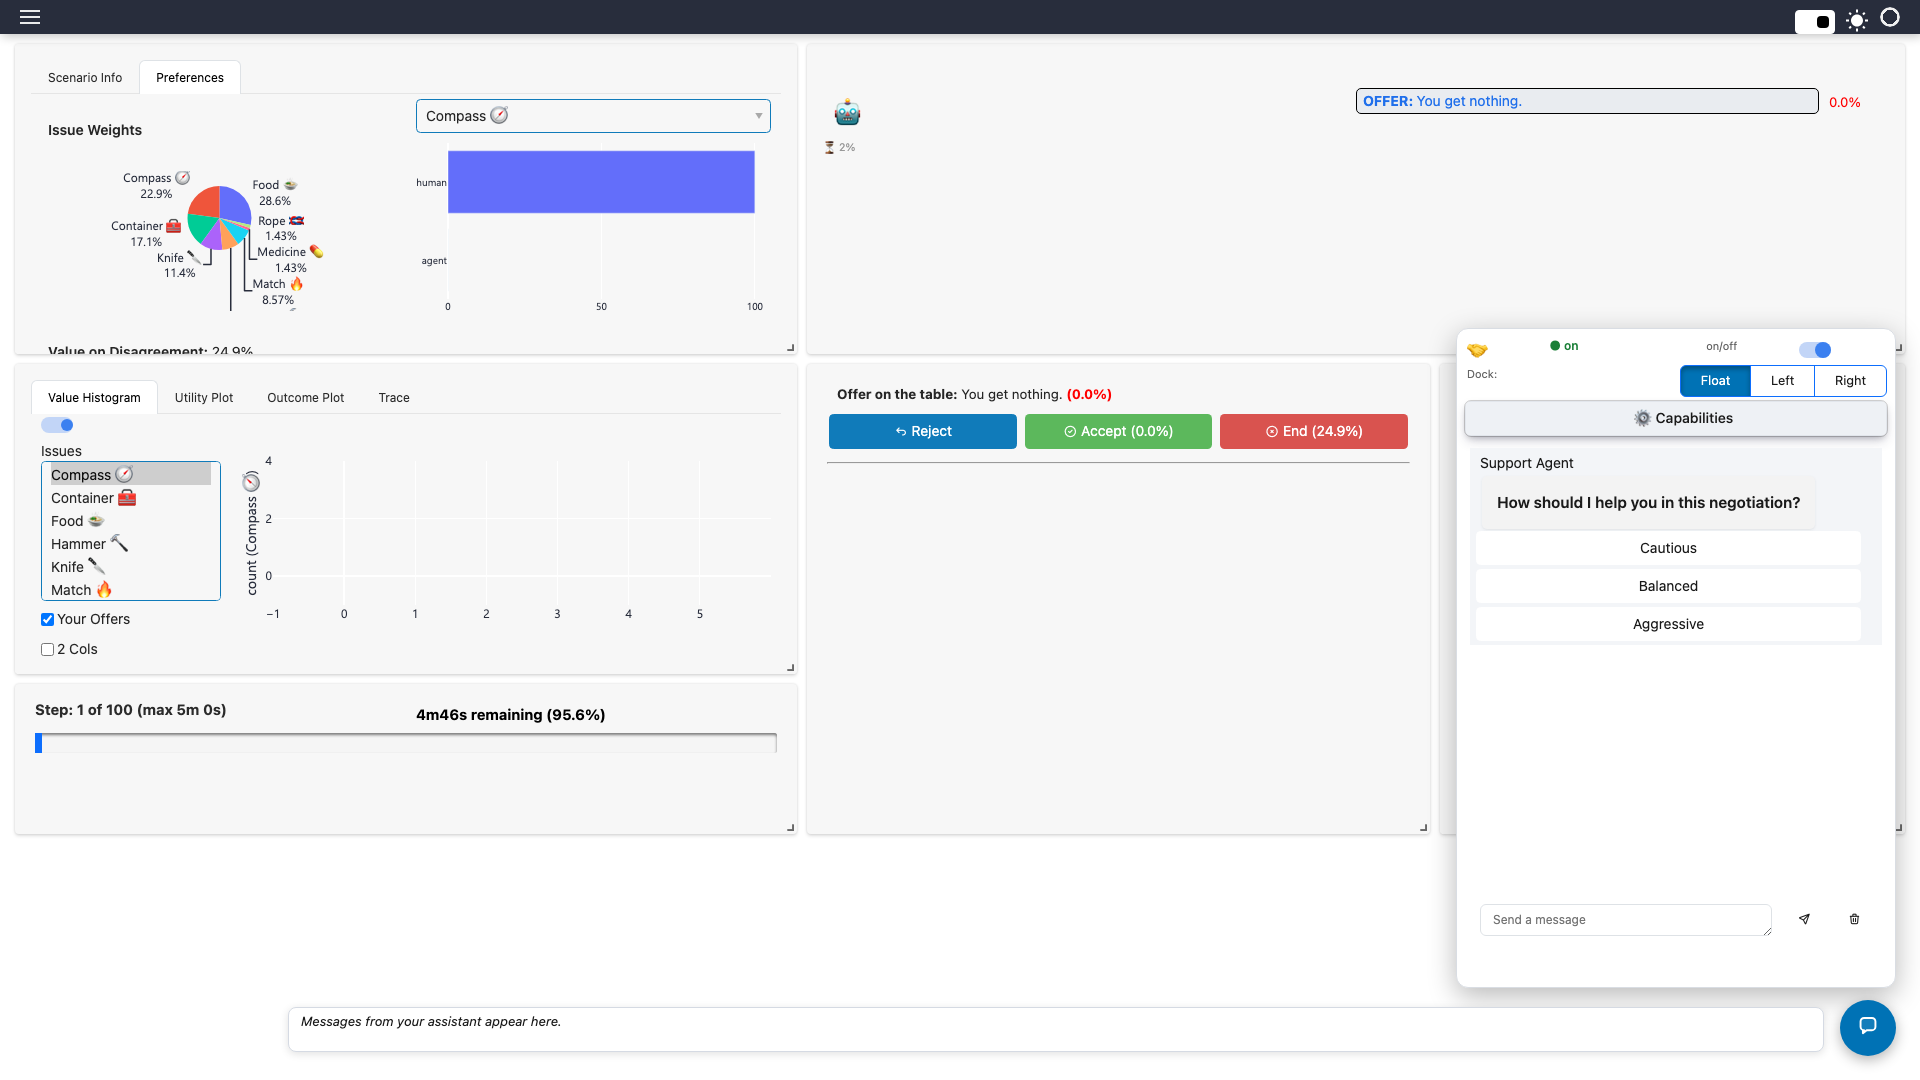 Scenario Info
Preferences
Issue Weights
Compass
22.9%
Container
17.1%
Knife
11.4%
Food
28.6%
Rope
1.43%
Medicine
1.43%
Match
8.57%
Value on Disagreement: 24.9%
Compass
human
agent
0
50
100
OFFER: You get nothing.
0.0%
2%
Value Histogram
Utility Plot
Outcome Plot
Trace
Issues
Compass
Container
Food
Hammer
Knife
Match
Your Offers
2 Cols
count (Compass )
4
2
0
−1
0
1
2
3
4
5
Step: 1 of 100 (max 5m 0s)
4m46s remaining (95.6%)
Offer on the table: You get nothing. (0.0%)
Reject
Accept (0.0%)
End (24.9%)
on
on/off
Dock:
Float
Left
Right
Capabilities
Support Agent
How should I help you in this negotiation?
Cautious
Balanced
Aggressive
Send a message
Messages from your assistant appear here.